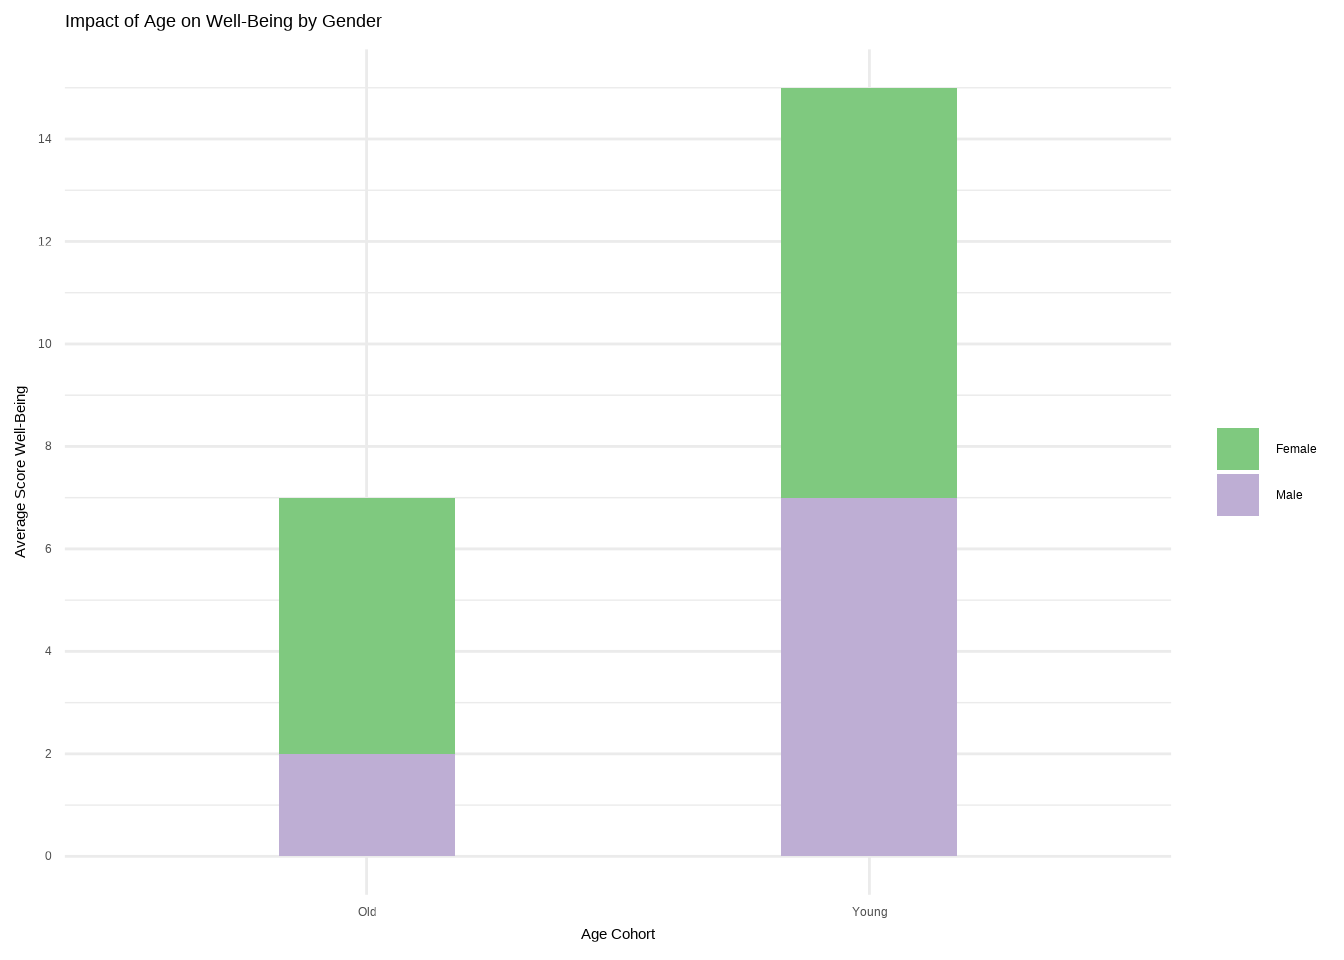 Impact of Age on Well-Being by Gender
Average Score Well-Being
14
12
10
8
6
4
2
0
Old
Young
Age Cohort
Female
Male